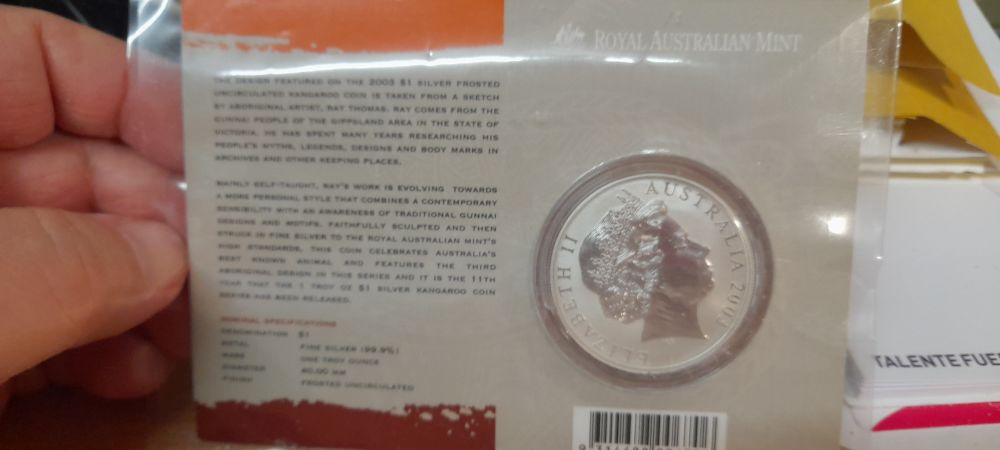 ROYAL AUSTRALIAN MINT
THE DESIGN FEATURED ON THE 2003 $1 SILVER FROSTED
UNCIRCULATED KANGAROO COIN IS TAKEN FROM A SKETCH
BY ABORIGINAL ARTIST, RAY THOMAS. RAY COMES FROM THE
GUNNAI PEOPLE OF THE GIPPSLAND AREA IN THE STATE OF
VICTORIA. HE HAS SPENT MANY YEARS RESEARCHING HIS
PEOPLE'S MYTHS, LEGENDS, DESIGNS AND BODY MARKS IN
ARCHIVES AND OTHER KEEPING PLACES.
MAINLY SELF-TAUGHT, RAY'S WORK IS EVOLVING TOWARDS
A MORE PERSONAL STYLE THAT COMBINES A CONTEMPORARY
SENSIBILITY WITH AN AWARENESS OF TRADITIONAL GUNNAI
DESIGNS AND MOTIFS. FAITHFULLY SCULPTED AND THEN
STRUCK IN FINE SILVER TO THE ROYAL AUSTRALIAN MINT'S
HIGH STANDARDS, THIS COIN CELEBRATES AUSTRALIA'S
BEST KNOWN ANIMAL AND FEATURES THE THIRD
ABORIGINAL DESIGN IN THIS SERIES AND IT IS THE 11TH
YEAR THAT THE 1 TROY OZ $1 SILVER KANGAROO COIN
SERIES HAS BEEN RELEASED.
NOMINAL SPECIFICATIONS
DENOMINATION $1
METAL FINE SILVER (99.9%)
MASS ONE TROY OUNCE
DIAMETER 40.00 MM
FINISH FROSTED UNCIRCULATED
ELIZABETH II AUSTRALIA 2003
TALENTEFUE